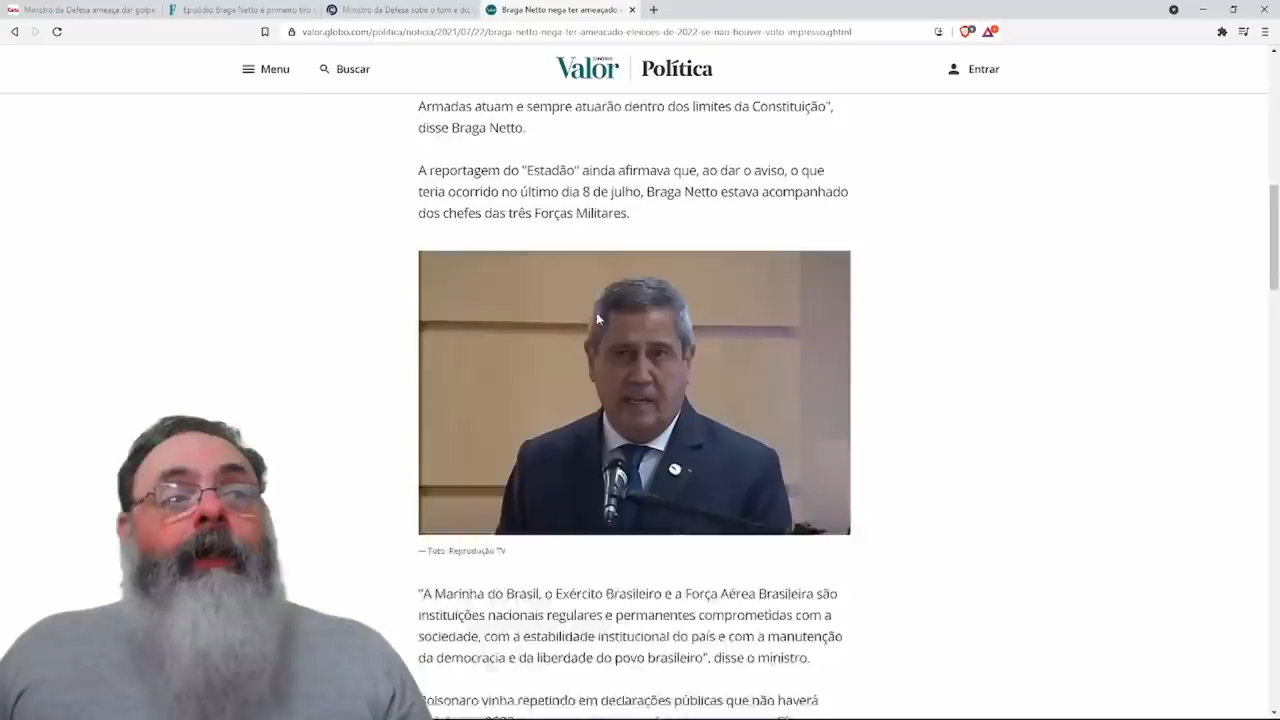 Ministro da Defesa ameaça dar golpe
Episódio Braga Netto é primeiro tiro
Ministro da Defesa sobe o tom e diz
Braga Netto nega ter ameaçado
valor.globo.com/politica/noticia/2021/07/22/braga-netto-nega-ter-ameacado-eleicoes-de-2022-se-nao-houver-voto-impresso.ghtml
Menu
Buscar
Valor
Política
Entrar
Armadas atuam e sempre atuarão dentro dos limites da Constituição",
disse Braga Netto.
A reportagem do "Estadão" ainda afirmava que, ao dar o aviso, o que
teria ocorrido no último dia 8 de julho, Braga Netto estava acompanhado
dos chefes das três Forças Militares.
— Foto: Reprodução TV
"A Marinha do Brasil, o Exército Brasileiro e a Força Aérea Brasileira são
instituições nacionais regulares e permanentes comprometidas com a
sociedade, com a estabilidade institucional do país e com a manutenção
da democracia e da liberdade do povo brasileiro", disse o ministro.
Bolsonaro vinha repetindo em declarações públicas que não haverá